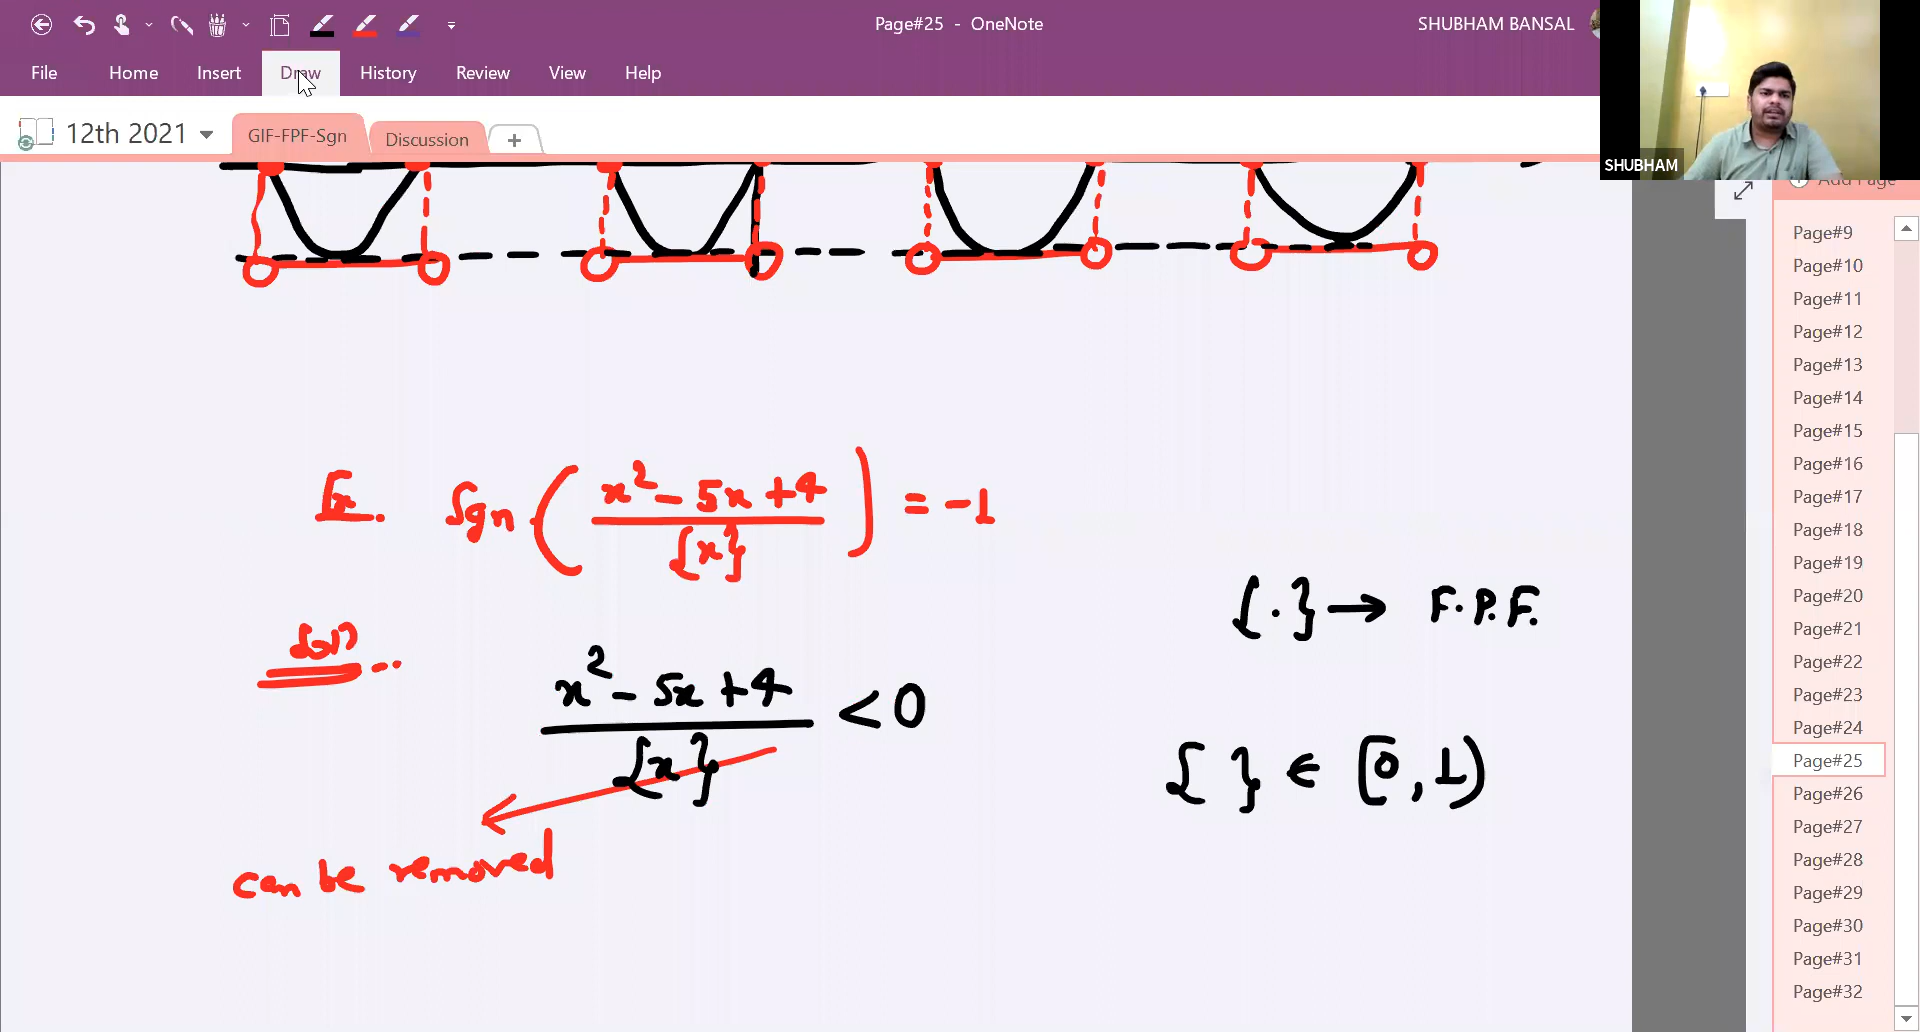 Page#25 - OneNote
SHUBHAM BANSAL
File Home Insert Draw History Review View Help
SHUBHAM
12th 2021
GIF-FPF-Sgn
Discussion
+
Add Page
Page#9
Page#10
Page#11
Page#12
Page#13
Page#14
Page#15
Page#16
Page#17
Page#18
Page#19
Page#20
Page#21
Page#22
Page#23
Page#24
Page#25
Page#26
Page#27
Page#28
Page#29
Page#30
Page#31
Page#32
Ex. Sgn ( x² - 5x + 4 / {x} ) = -1
{.} → F.P.F.
Solⁿ..
x² - 5x + 4 / {x} < 0
{ } ∈ [0, 1)
can be removed